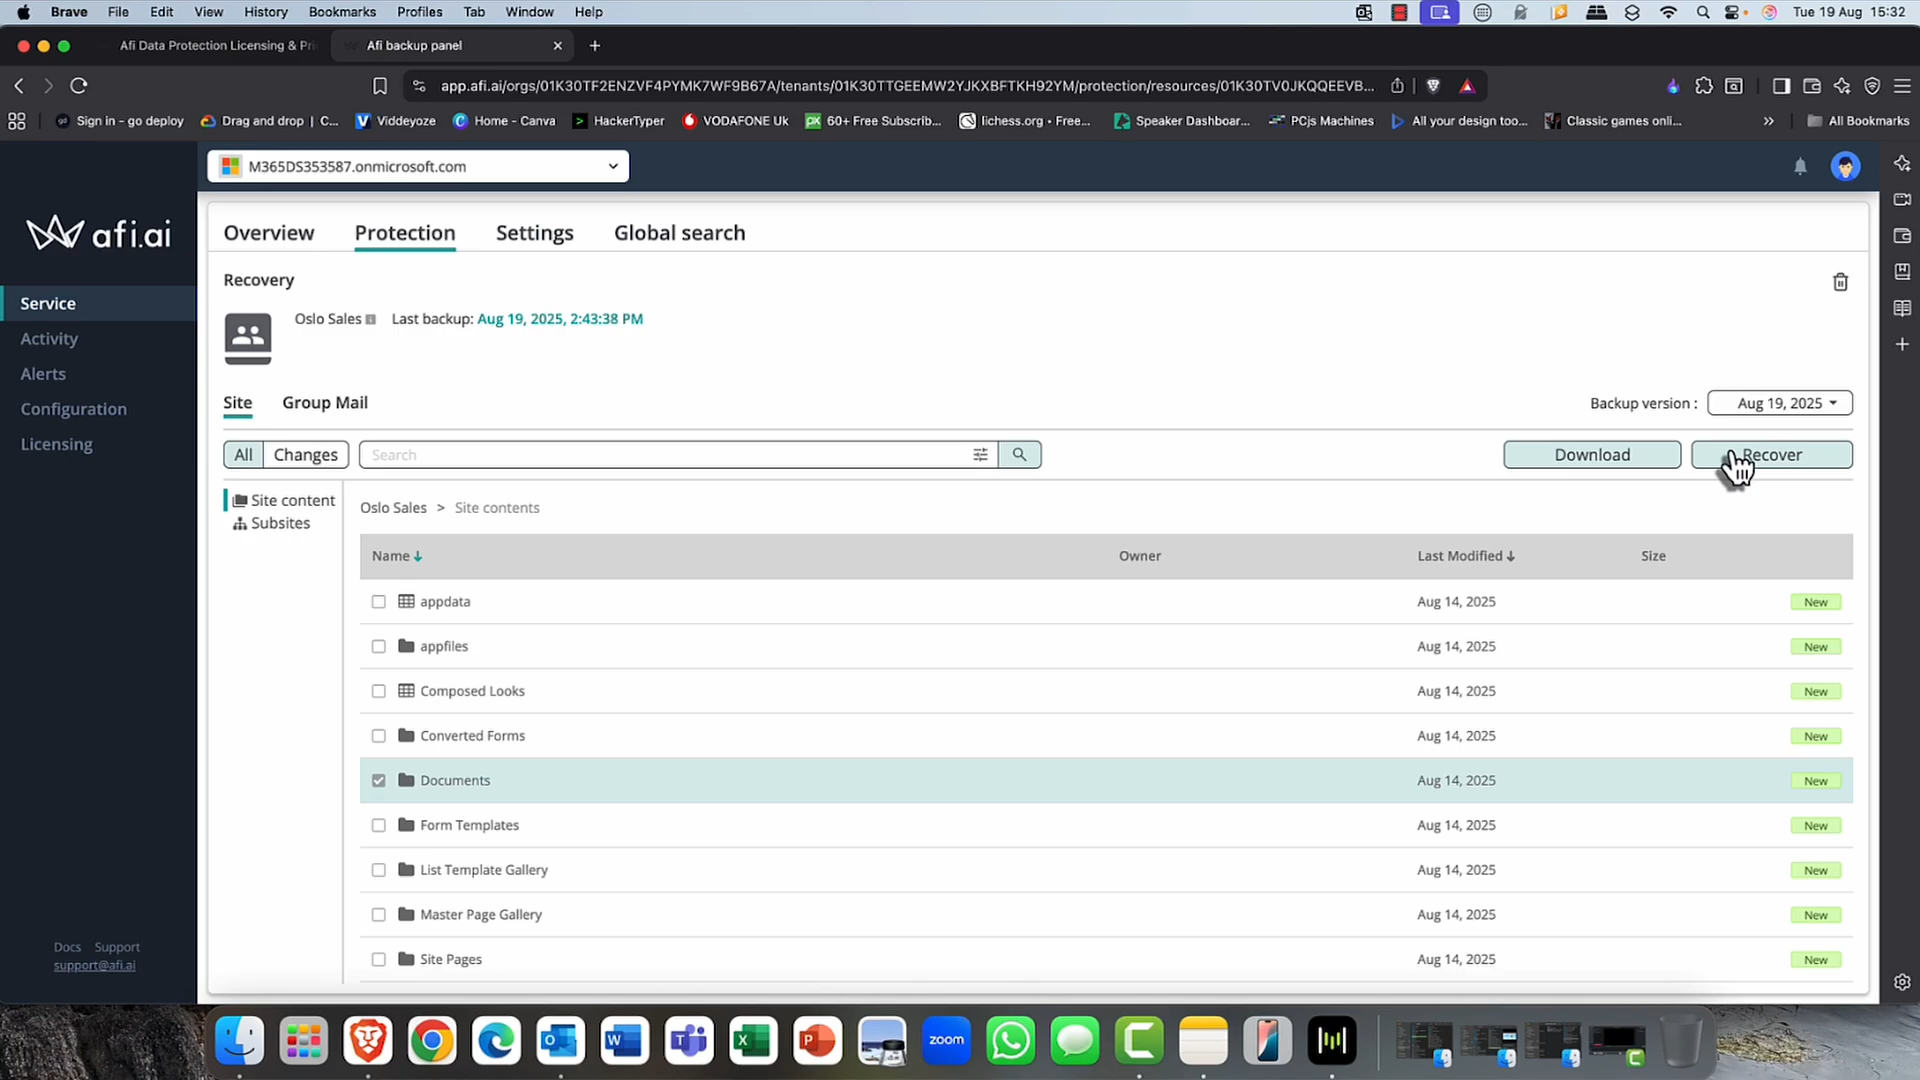 Brave File Edit View History Bookmarks Profiles Tab Window Help
Tue 19 Aug 15:32
Afi Data Protection Licensing & Pri
Afi backup panel
app.afi.ai/orgs/01K30TF2ENZVF4PYMK7WF9B67A/tenants/01K30TTGEEMW2YJKXBFTKH92YM/protection/resources/01K30TV0JKQQEEVB...
Sign in - go deploy
Drag and drop | C...
Viddeyoze
Home - Canva
HackerTyper
VODAFONE Uk
60+ Free Subscrib...
lichess.org • Free...
Speaker Dashboar...
PCjs Machines
All your design too...
Classic games onli...
All Bookmarks
M365DS353587.onmicrosoft.com
afi.ai
Service
Activity
Alerts
Configuration
Licensing
Docs Support
support@afi.ai
Overview Protection Settings Global search
Recovery
Oslo Sales Last backup: Aug 19, 2025, 2:43:38 PM
Site Group Mail
Backup version : Aug 19, 2025
All Changes Search Download Recover
Site content
Subsites
Oslo Sales > Site contents
Name Owner Last Modified Size
appdata Aug 14, 2025 New
appfiles Aug 14, 2025 New
Composed Looks Aug 14, 2025 New
Converted Forms Aug 14, 2025 New
Documents Aug 14, 2025 New
Form Templates Aug 14, 2025 New
List Template Gallery Aug 14, 2025 New
Master Page Gallery Aug 14, 2025 New
Site Pages Aug 14, 2025 New
zoom